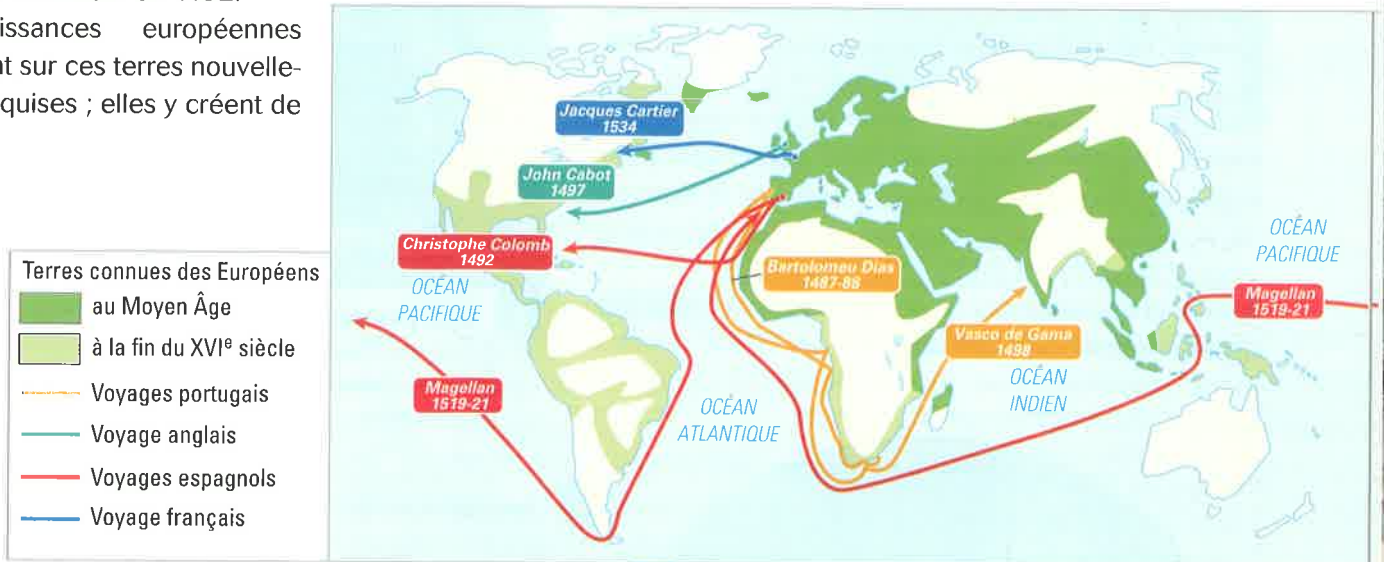 issances européennes
nt sur ces terres nouvelle-
quises ; elles y créent de
Terres connues des Européens
au Moyen Âge
à la fin du XVIe siècle
Voyages portugais
Voyage anglais
Voyages espagnols
Voyage français
Jacques Cartier
1534
John Cabot
1497
Christophe Colomb
1492
OCÉAN
PACIFIQUE
Magellan
1519-21
OCÉAN
ATLANTIQUE
Bartolomeu Dias
1487-88
Vasco de Gama
1498
OCÉAN
INDIEN
OCÉAN
PACIFIQUE
Magellan
1519-21